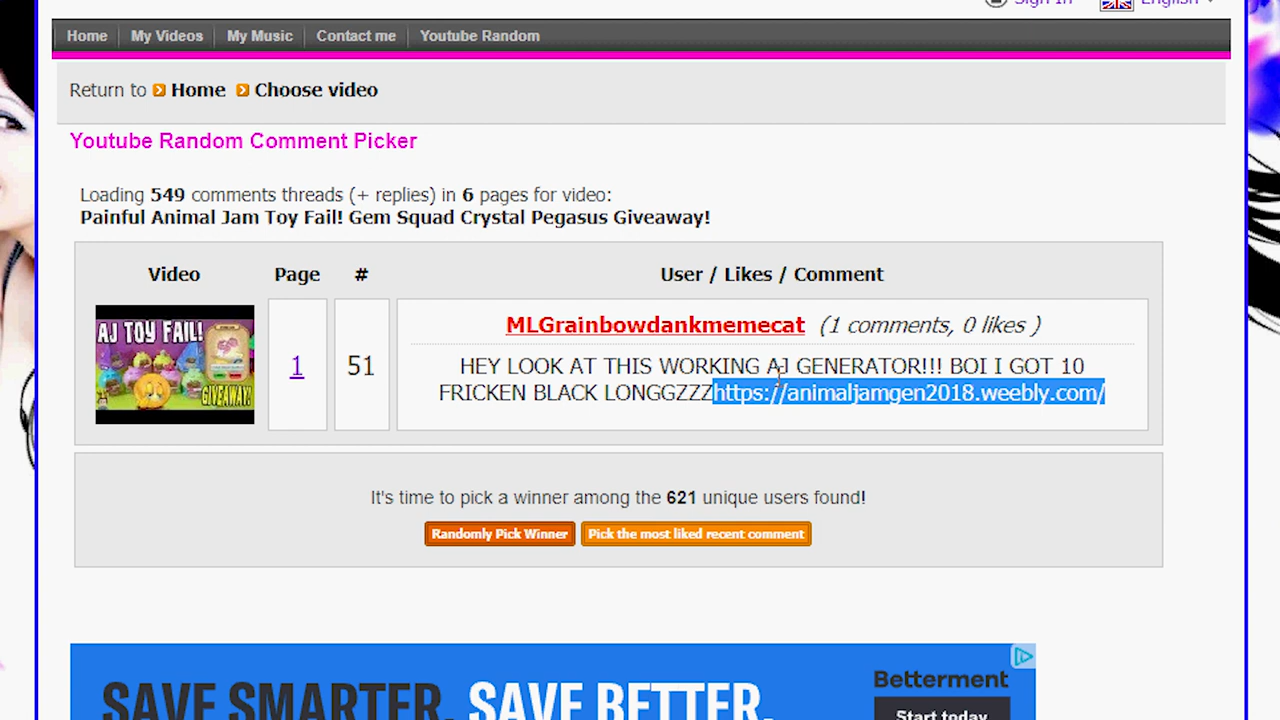 Sign In English
Home My Videos My Music Contact me Youtube Random
Return to Home Choose video
Youtube Random Comment Picker
Loading 549 comments threads (+ replies) in 6 pages for video:
Painful Animal Jam Toy Fail! Gem Squad Crystal Pegasus Giveaway!
Video Page # User / Likes / Comment
AJ TOY FAIL!
GIVEAWAY!
1 51
MLGrainbowdankmemecat (1 comments, 0 likes )
HEY LOOK AT THIS WORKING AJ GENERATOR!!! BOI I GOT 10
FRICKEN BLACK LONGGZZZhttps://animaljamgen2018.weebly.com/
It's time to pick a winner among the 621 unique users found!
Randomly Pick Winner Pick the most liked recent comment
SAVE SMARTER. SAVE BETTER.
Betterment
Start today